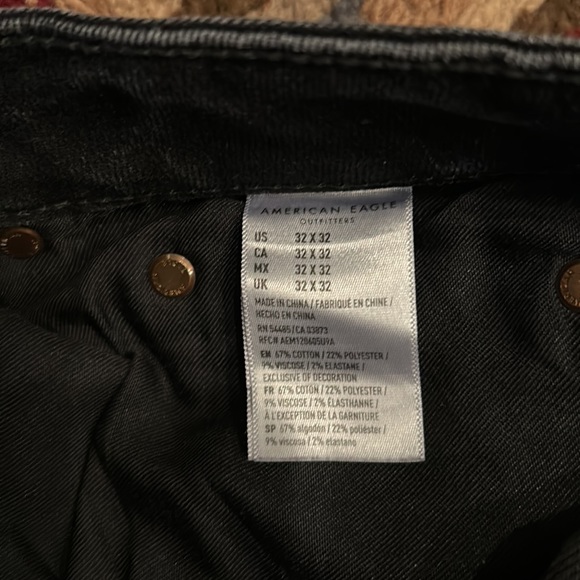 AMERICAN EAGLE
OUTFITTERS
US 32 X 32
CA 32 X 32
MX 32 X 32
UK 32 X 32
MADE IN CHINA / FABRIQUÉ EN CHINE /
HECHO EN CHINA
RN 54485 / CA 03873
RFC# AEM120605U9A
EN 67% COTTON / 22% POLYESTER /
9% VISCOSE / 2% ELASTANE /
EXCLUSIVE OF DECORATION
FR 67% COTON / 22% POLYESTER /
9% VISCOSE / 2% ÉLASTHANNE /
À L'EXCEPTION DE LA GARNITURE
SP 67% algodón / 22% poliéster /
9% viscosa / 2% elastano